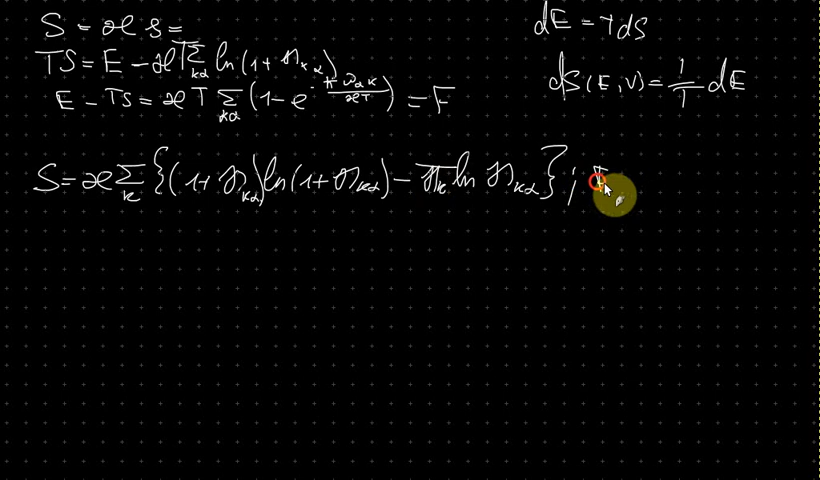 S = æ s =
dE = TdS
TS = E - æT Σ_{kα} ln(1 + 𝒩_{kα})
dS(E, V) = 1/T dE
E - TS = æT Σ_{kα} (1 - e^{-ħω_{αk}/æT}) = F
S = æ Σ_k {(1 + 𝒩_{kα}) ln(1 + 𝒩_{kα}) - 𝒩_k ln 𝒩_{kα}} ;